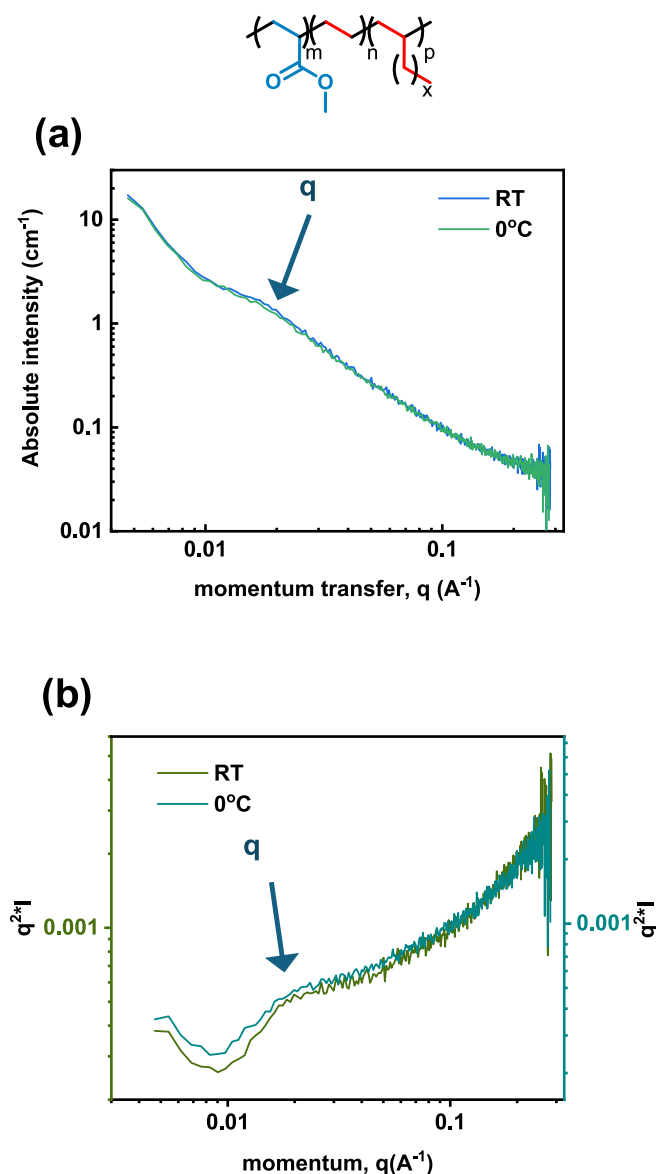 m n p
O O x
(a)
q
RT
0°C
10
1
0.1
0.01
Absolute intensity (cm⁻¹)
0.01 0.1
momentum transfer, q (A⁻¹)
(b)
RT
0°C
q
0.001
0.001
q²*I
q²*I
0.01 0.1
momentum, q(A⁻¹)